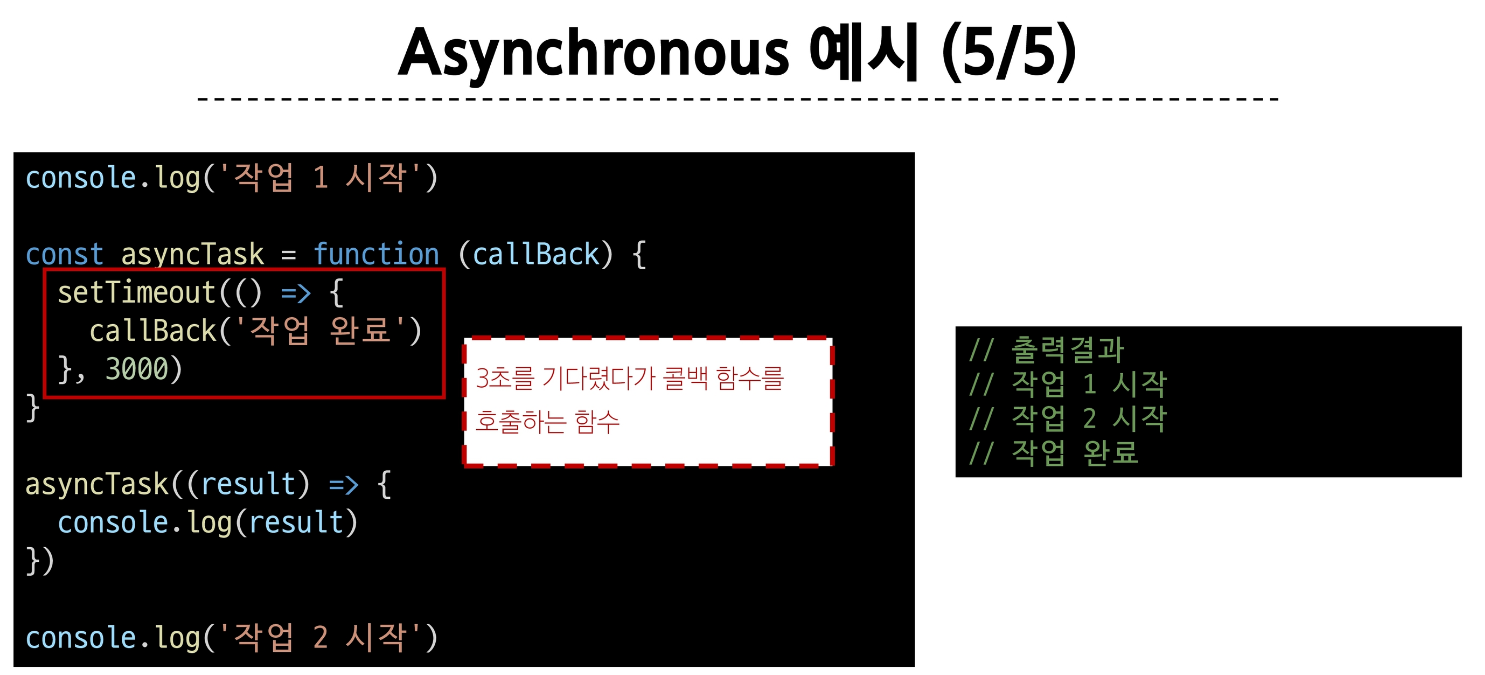 Asynchronous 예시 (5/5)
console.log('작업 1 시작')
const asyncTask = function (callBack) {
  setTimeout(() => {
    callBack('작업 완료')
  }, 3000)
}
3초를 기다렸다가 콜백 함수를
호출하는 함수
asyncTask((result) => {
  console.log(result)
})
console.log('작업 2 시작')
// 출력결과
// 작업 1 시작
// 작업 2 시작
// 작업 완료